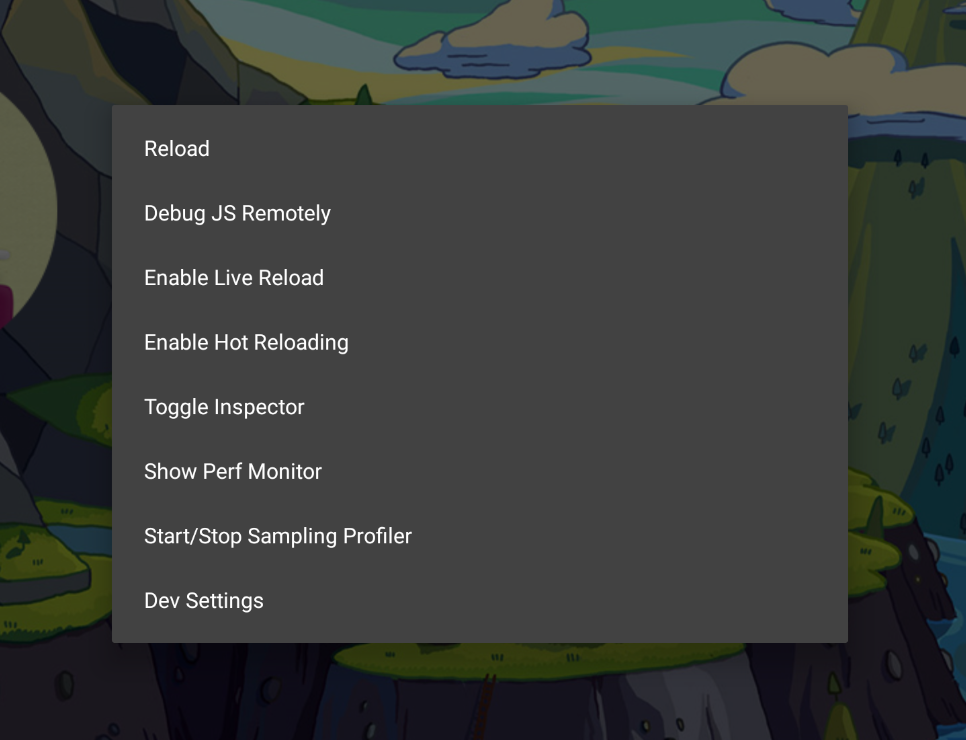 Reload
Debug JS Remotely
Enable Live Reload
Enable Hot Reloading
Toggle Inspector
Show Perf Monitor
Start/Stop Sampling Profiler
Dev Settings